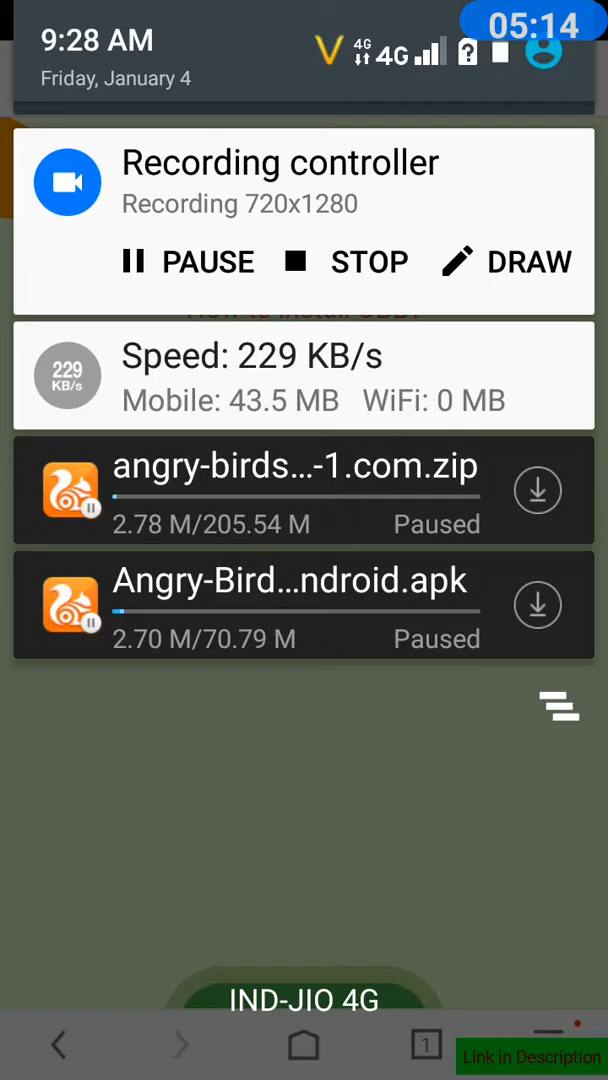 05:14
9:28 AM
4G 4G
Friday, January 4
Recording controller
Recording 720x1280
PAUSE STOP DRAW
229 KB/s
Speed: 229 KB/s
Mobile: 43.5 MB WiFi: 0 MB
angry-birds...-1.com.zip
2.78 M/205.54 M Paused
Angry-Bird...ndroid.apk
2.70 M/70.79 M Paused
IND-JIO 4G
1
Link in Description